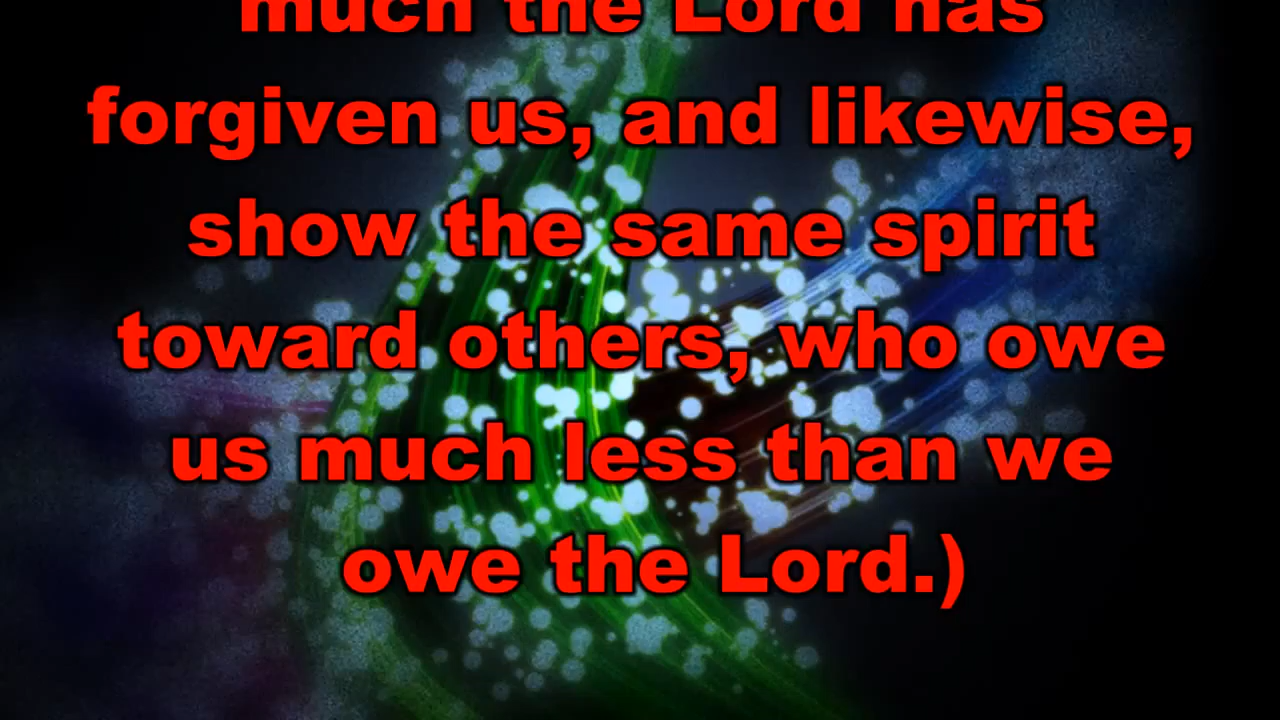 much the Lord has
forgiven us, and likewise,
show the same spirit
toward others, who owe
us much less than we
owe the Lord.)